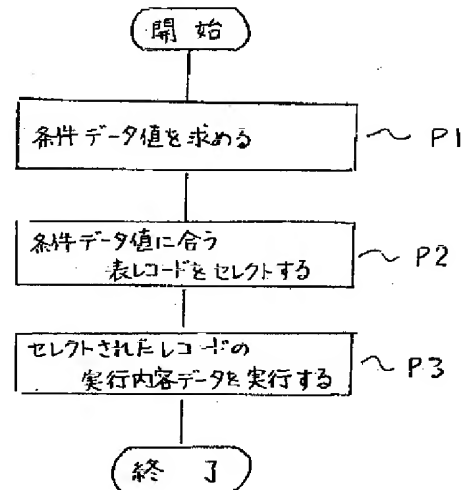 開始
条件データ値を求める ~ P1
条件データ値に合う
表レコードをセレクトする ~ P2
セレクトされたレコードの
実行内容データを実行する ~ P3
終了